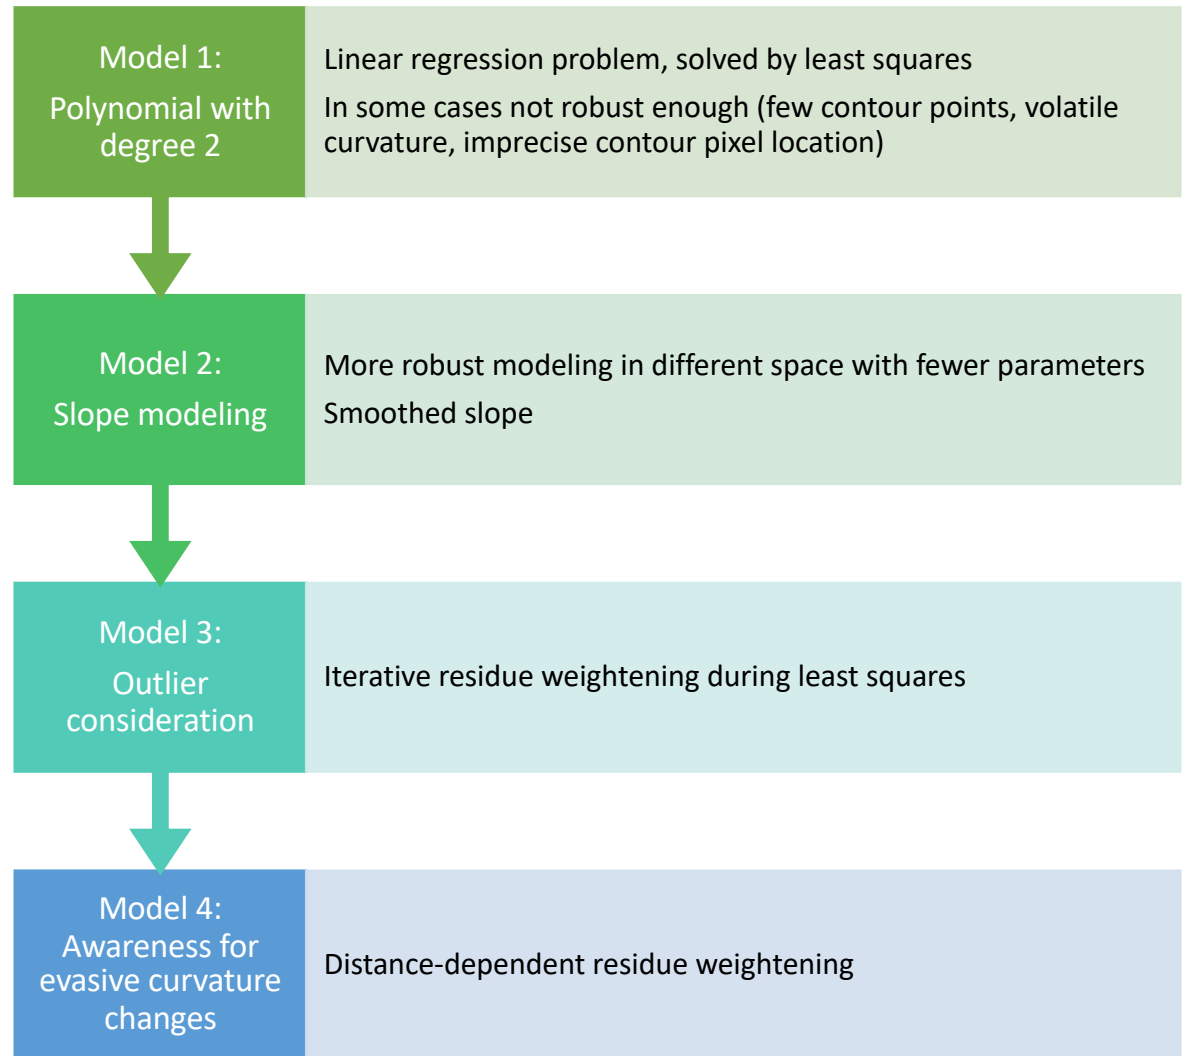 Model 1:
Polynomial with
degree 2
Linear regression problem, solved by least squares
In some cases not robust enough (few contour points, volatile
curvature, imprecise contour pixel location)
Model 2:
Slope modeling
More robust modeling in different space with fewer parameters
Smoothed slope
Model 3:
Outlier
consideration
Iterative residue weightening during least squares
Model 4:
Awareness for
evasive curvature
changes
Distance-dependent residue weightening